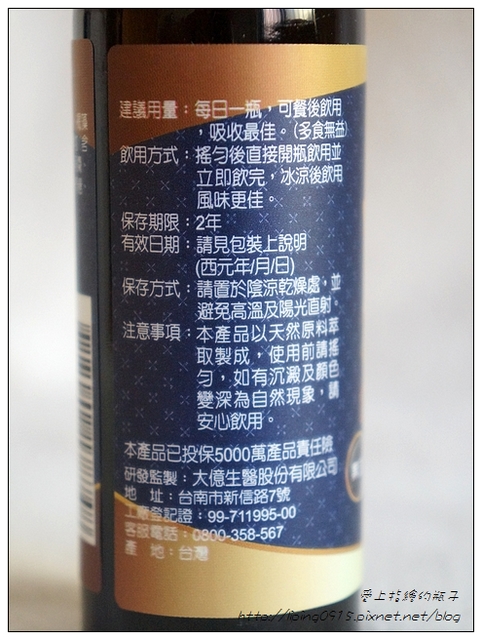 建議用量：每日一瓶，可餐後飲用
，吸收最佳。（多食無益）
飲用方式：搖勻後直接開瓶飲用並
立即飲完，冰涼後飲用
風味更佳。
保存期限：2年
有效日期：請見包裝上說明
(西元年/月/日)
保存方式：請置於陰涼乾燥處，並
避免高溫及陽光直射。
注意事項：本產品以天然原料萃
取製成，使用前請搖
勻，如有沉澱及顏色
變深為自然現象，請
安心飲用。
本產品已投保5000萬產品責任險
研發監製：大億生醫股份有限公司
地　址：台南市新信路7號
工廠登記證：99-711995-00
客服電話：0800-358-567
產　地：台灣
愛上指繪的瓶子
http://ibing0915.pixnet.net/blog